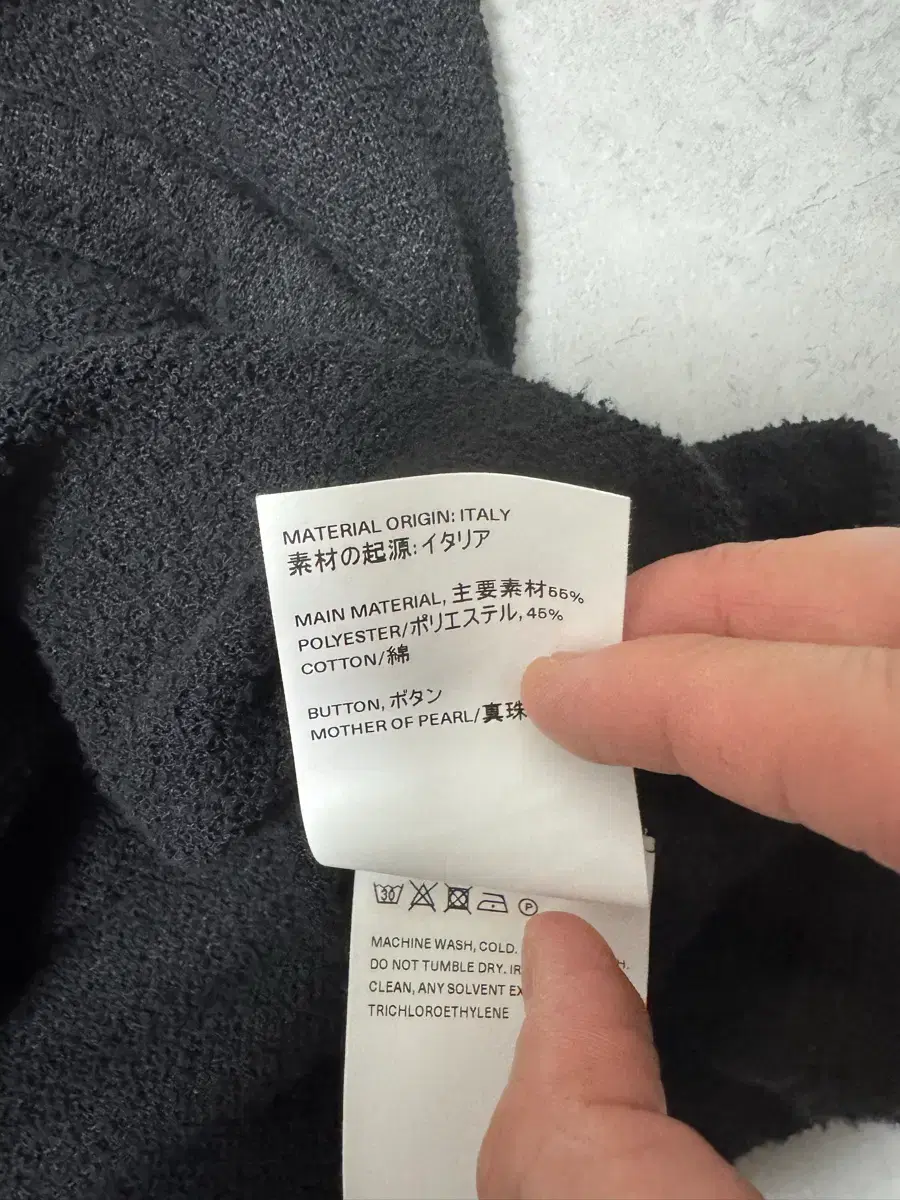 MATERIAL ORIGIN: ITALY
素材の起源: イタリア
MAIN MATERIAL, 主要素材55%
POLYESTER/ポリエステル, 45%
COTTON/綿
BUTTON, ボタン
MOTHER OF PEARL/真珠
30
P
MACHINE WASH, COLD.
DO NOT TUMBLE DRY.
CLEAN, ANY SOLVENT
TRICHLOROETHYLENE